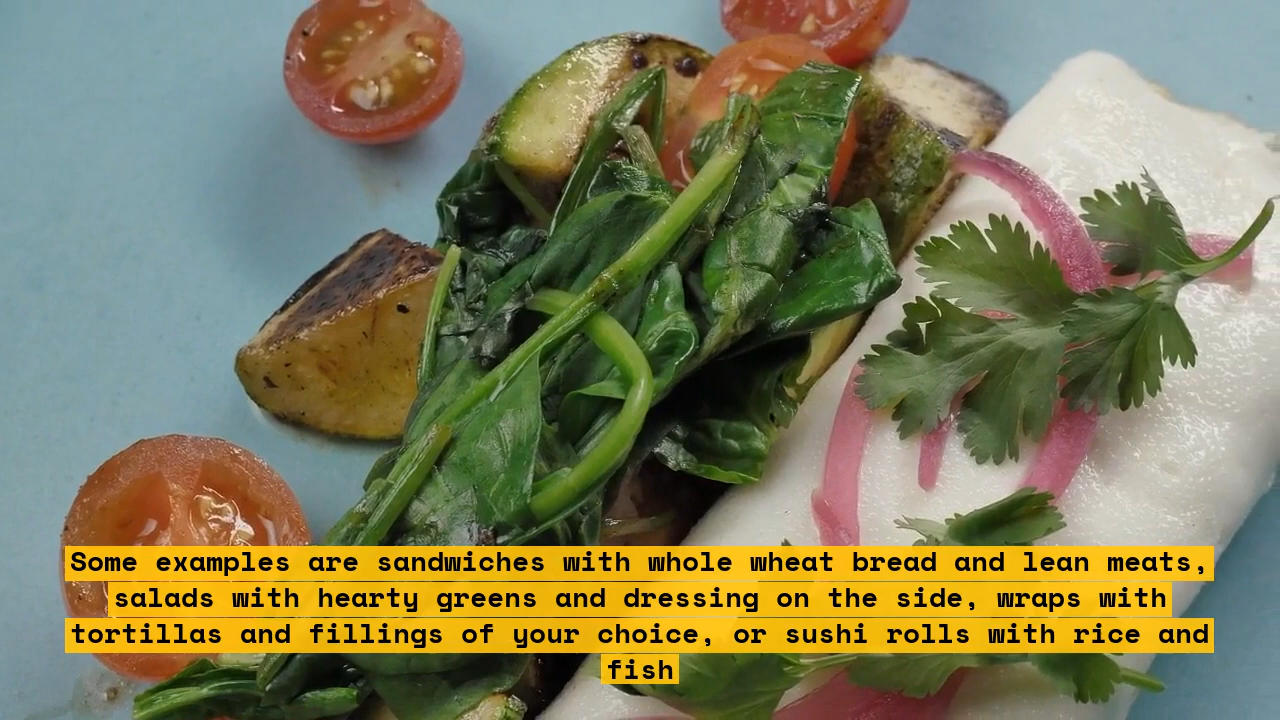 Some examples are sandwiches with whole wheat bread and lean meats,
salads with hearty greens and dressing on the side, wraps with
tortillas and fillings of your choice, or sushi rolls with rice and
fish